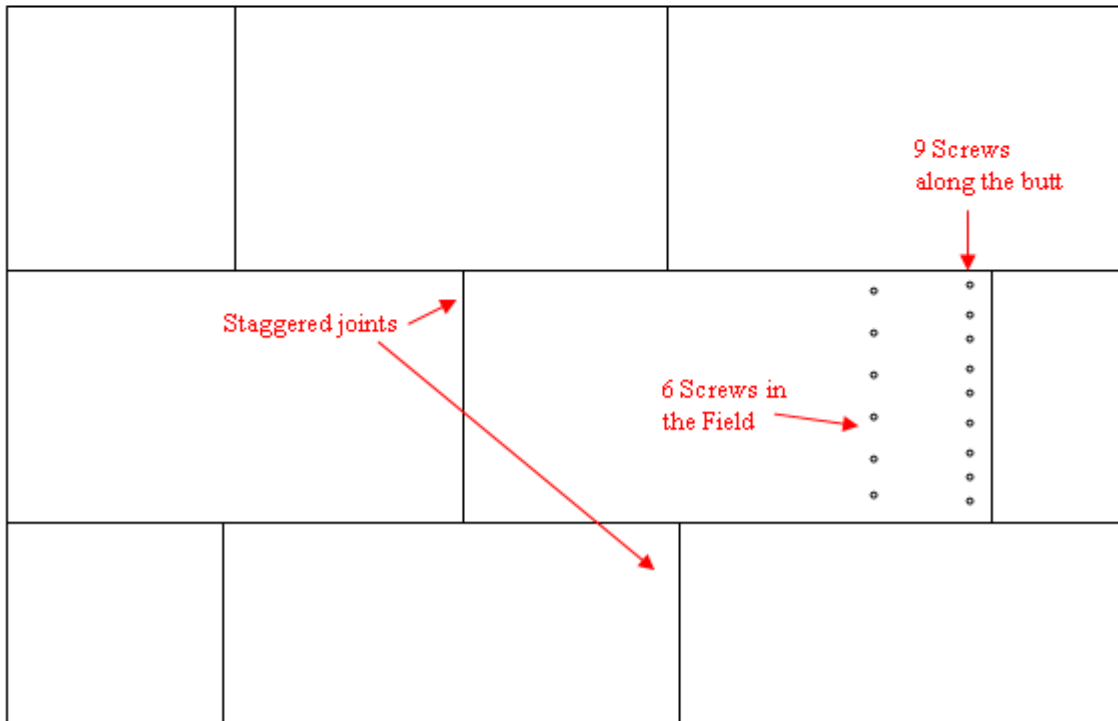 9 Screws
along the butt
Staggered joints
6 Screws in
the Field